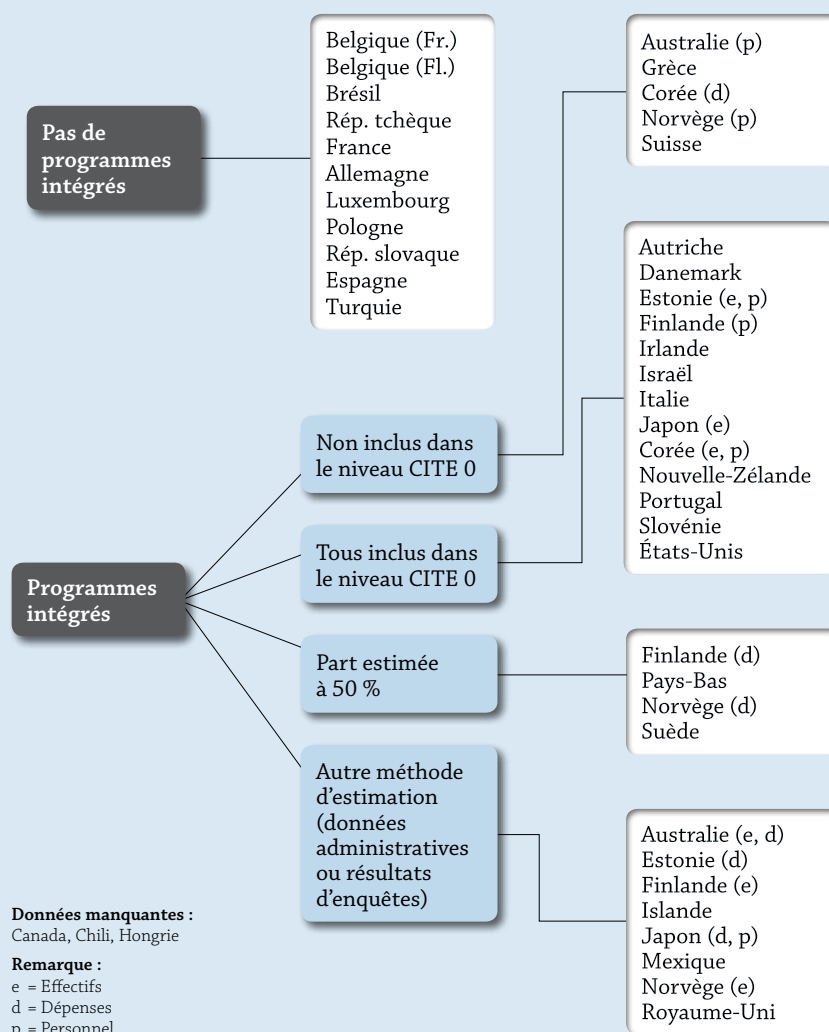 Pas de
programmes
intégrés
Belgique (Fr.)
Belgique (Fl.)
Brésil
Rép. tchèque
France
Allemagne
Luxembourg
Pologne
Rép. slovaque
Espagne
Turquie
Programmes
intégrés
Non inclus dans
le niveau CITE 0
Australie (p)
Grèce
Corée (d)
Norvège (p)
Suisse
Tous inclus dans
le niveau CITE 0
Autriche
Danemark
Estonie (e, p)
Finlande (p)
Irlande
Israël
Italie
Japon (e)
Corée (e, p)
Nouvelle-Zélande
Portugal
Slovénie
États-Unis
Part estimée
à 50 %
Finlande (d)
Pays-Bas
Norvège (d)
Suède
Autre méthode
d'estimation
(données
administratives
ou résultats
d'enquêtes)
Australie (e, d)
Estonie (d)
Finlande (e)
Islande
Japon (d, p)
Mexique
Norvège (e)
Royaume-Uni
Données manquantes :
Canada, Chili, Hongrie
Remarque :
e = Effectifs
d = Dépenses
p = Personnel